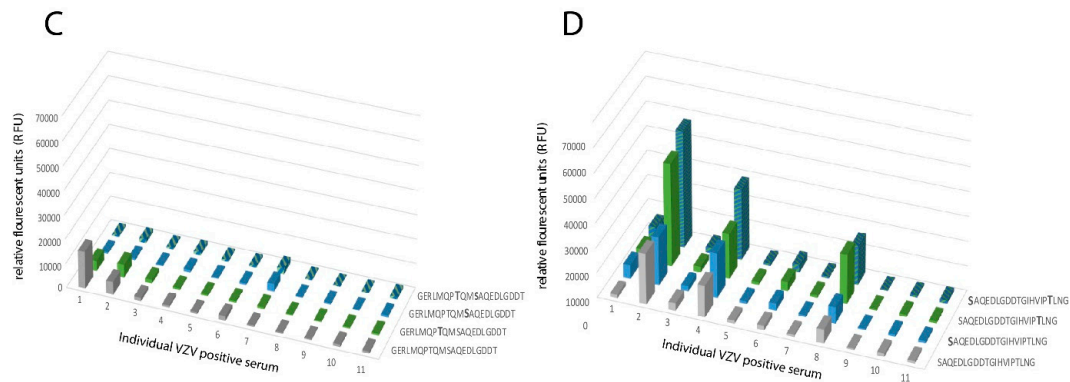 C
relative flourescent units (RFU)
70000
60000
50000
40000
30000
20000
10000
0
1
2
3
4
5
6
7
8
9
10
11
Individual VZV positive serum
GERLMQPTQMSAQEDLGDDT
GERLMQPTQMSAQEDLGDDT
GERLMQPTQMSAQEDLGDDT
GERLMQPTQMSAQEDLGDDT
D
relative flourescent units (RFU)
70000
60000
50000
40000
30000
20000
10000
0
1
2
3
4
5
6
7
8
9
10
11
Individual VZV positive serum
SAQEDLGDDTGIHVIPTLNG
SAQEDLGDDTGIHVIPTLNG
SAQEDLGDDTGIHVIPTLNG
SAQEDLGDDTGIHVIPTLNG